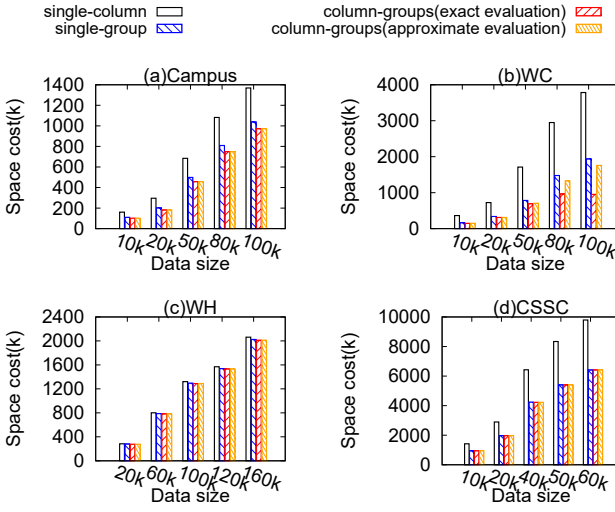 single-column
single-group
column-groups(exact evaluation)
column-groups(approximate evaluation)
(a)Campus
Space cost(k)
1400
1200
1000
800
600
400
200
0
10k 20k 50k 80k 100k
Data size
(b)WC
Space cost(k)
4000
3000
2000
1000
0
10k 20k 50k 80k 100k
Data size
(c)WH
Space cost(k)
2400
2000
1600
1200
800
400
0
20k 60k 100k 120k 160k
Data size
(d)CSSC
Space cost(k)
10000
8000
6000
4000
2000
0
10k 20k 40k 50k 60k
Data size